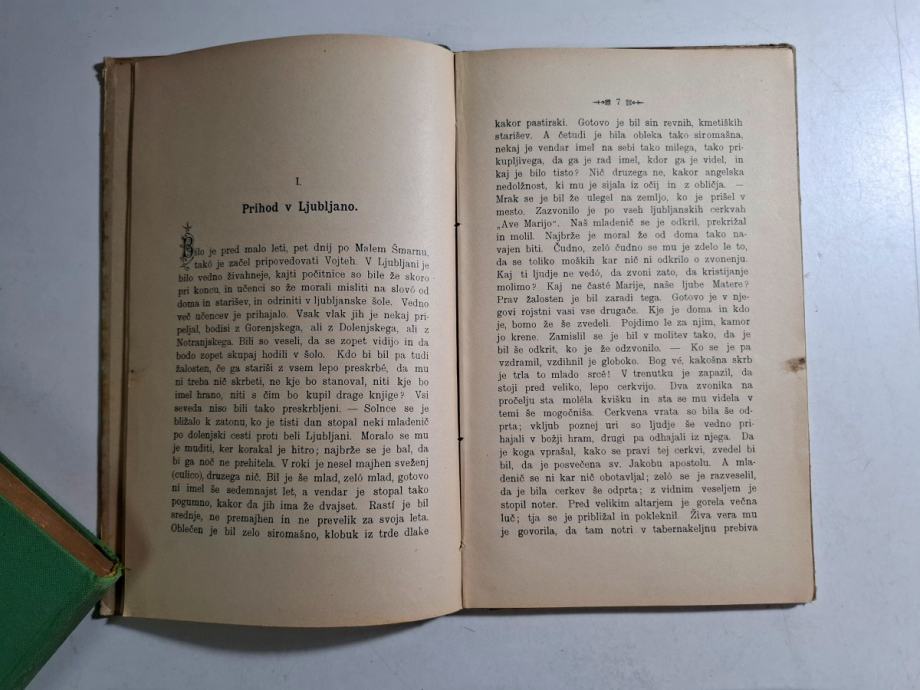 I.
Prihod v Ljubljano.
Bilo je pred malo leti, pet dnij po Malem Šmarnu,
takó je začel pripovedovati Vojteh. V Ljubljani je
bilo vedno živahneje, kajti počitnice so bile že skoro
pri koncu, in učenci so že morali misliti na slovó od
doma in starišev, in odriniti v ljubljanske šole. Vedno
več učencev je prihajalo. Vsak vlak jih je nekaj pri-
peljal, bodisi z Gorenjskega, ali z Dolenjskega, ali z
Notranjskega. Bili so veseli, da se zopet vidijo in da
bodo zopet skupaj hodili v šolo. Kdo bi bil pa tudi
žalosten, če ga stariši z vsem lepo preskrbé, da mu
ni treba nič skrbeti, ne kje bo stanoval, niti kje bo
imel hrano, niti s čim bo kupil drage knjige? Vsi
seveda niso bili tako preskrbljeni. — Solnce se je
bližalo k zatonu, ko je tisti dan stopal neki mladenič
po dolenjski cesti proti beli Ljubljani. Moralo se mu
je muditi, ker korakal je hitro; najbrže se je bal, da
bi ga noč ne prehitela. V roki je nesel majhen sveženj
(culico), druzega nič. Bil je še mlad, zeló mlad, gotovo
ni imel še sedemnajst let, a vendar je stopal tako
pogumno, kakor da jih ima že dvajset. Rastí je bil
srednje, ne premajhen in ne prevelik za svoja leta.
Oblečen je bil zelo siromašno, klobuk iz trde dlake
7
kakor pastirski. Gotovo je bil sin revnih, kmetiških
starišev. A četudi je bila obleka tako siromašna,
nekaj je vendar imel na sebi tako milega, tako pri-
kupljivega, da ga je rad imel, kdor ga je videl, in
kaj je bilo tisto? Nič druzega ne, kakor angelska
nedolžnost, ki mu je sijala iz očij in z obličja. —
Mrak se je bil že ulegel na zemljo, ko je prišel v
mesto. Zazvonilo je po vseh ljubljanskih cerkvah
„Ave Marijo“. Naš mladenič se je odkril, prekrižal
in molil. Najbrže je moral že od doma tako na-
vajen biti. Čudno, zeló čudno se mu je zdelo le to,
da se toliko moških kar nič ni odkrilo o zvonenju.
Kaj ti ljudje ne vedó, da zvoni zato, da kristijanje
molimo? Kaj ne časté Marije, naše ljube Matere?
Prav žalosten je bil zaradi tega. Gotovo je v nje-
govi rojstni vasi vse drugače. Kje je doma in kdo
je, bomo že še zvedeli. Pojdimo le za njim, kamor
jo krene. Zamislil se je bil v molitev tako, da je
bil še odkrit, ko je že odzvonilo. — Ko se je pa
vzdramil, vzdihnil je globoko. Bog vé, kakošna skrb
je trla to mlado srcé! V trenutku je zapazil, da
stoji pred veliko, lepo cerkvijo. Dva zvonika na
pročelju sta moléla kvišku in sta se mu videla v
temi še mogočniša. Cerkvena vrata so bila še od-
prta; vkljub poznej uri so ljudje še vedno pri-
hajali v božji hram, drugi pa odhajali iz njega. Da
je koga vprašal, kako se pravi tej cerkvi, zvedel bi
bil, da je posvečena sv. Jakobu apostolu. A mla-
denič se ni kar nič obotavljal; zeló se je razveselil,
da je bila cerkev še odprta; z vidnim veseljem je
stopil noter. Pred velikim altarjem je gorela večna
luč; tja se je približal in pokleknil. Živa vera mu
je govorila, da tam notri v tabernakeljnu prebiva